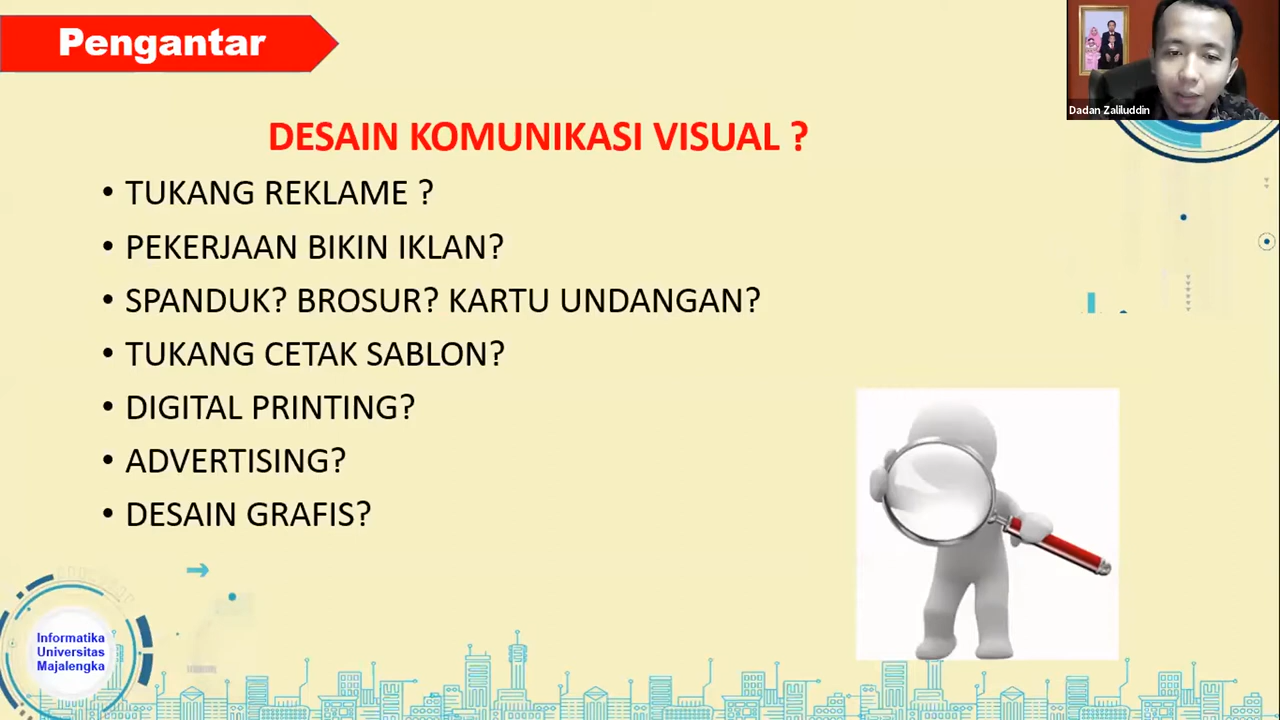 Pengantar
Dadan Zaliluddin
DESAIN KOMUNIKASI VISUAL ?
• TUKANG REKLAME ?
• PEKERJAAN BIKIN IKLAN?
• SPANDUK? BROSUR? KARTU UNDANGAN?
• TUKANG CETAK SABLON?
• DIGITAL PRINTING?
• ADVERTISING?
• DESAIN GRAFIS?
Informatika
Universitas
Majalengka